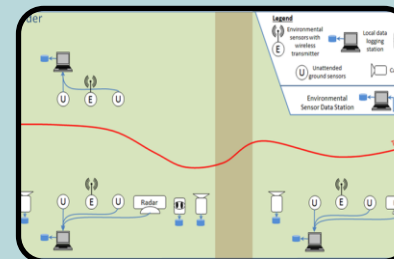 der
Legend
Environmental
sensors with
wireless
transmitter
E
Local data
logging
station
U
Unattended
ground sensors
Environmental
Sensor Data Station
U E U
U E U Radar
U E U